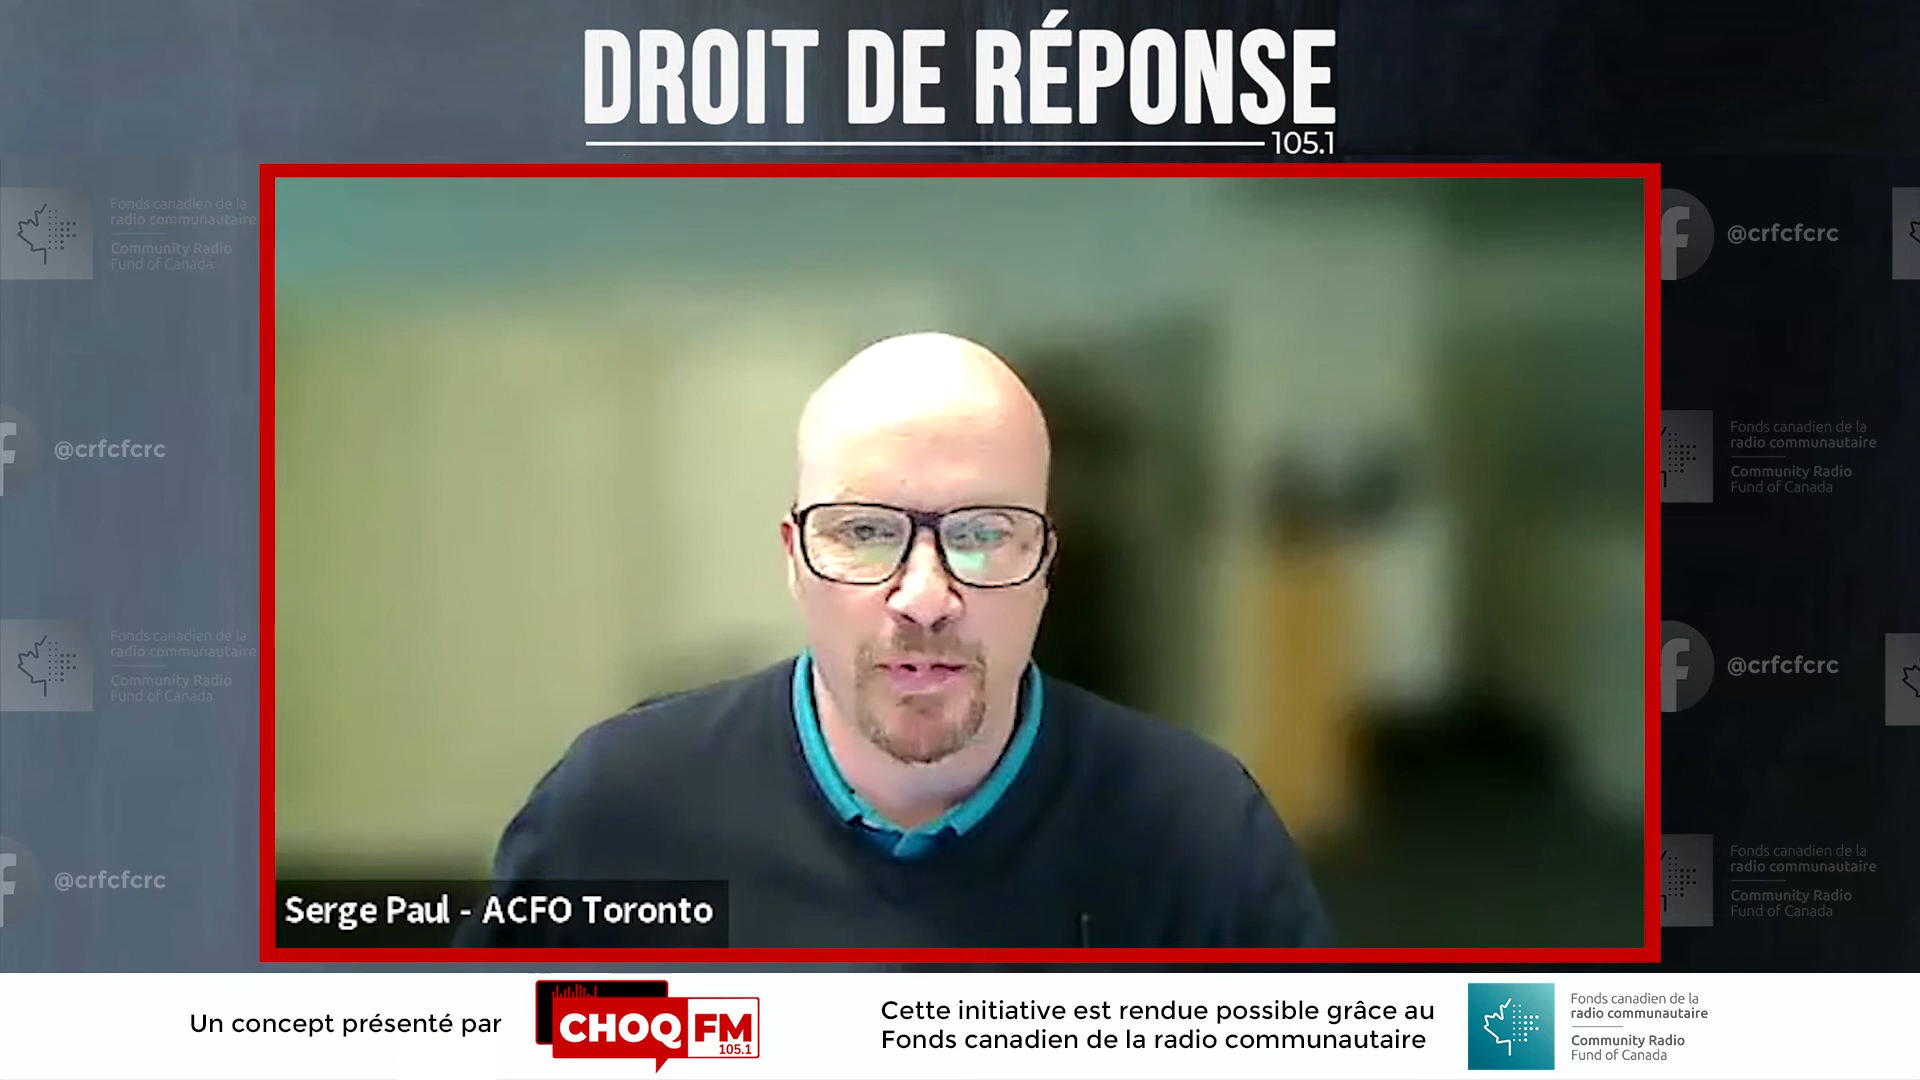 DROIT DE RÉPONSE
105.1
Fonds canadien de la
radio communautaire
Community Radio
Fund of Canada
@crfcfcrc
@crfcfcrc
Fonds canadien de la
radio communautaire
Community Radio
Fund of Canada
Fonds canadien de la
radio communautaire
Community Radio
Fund of Canada
@crfcfcrc
@crfcfcrc
Fonds canadien de la
radio communautaire
Community Radio
Fund of Canada
Serge Paul - ACFO Toronto
Un concept présenté par
CHOQ FM
105.1
Cette initiative est rendue possible grâce au
Fonds canadien de la radio communautaire
Fonds canadien de la
radio communautaire
Community Radio
Fund of Canada